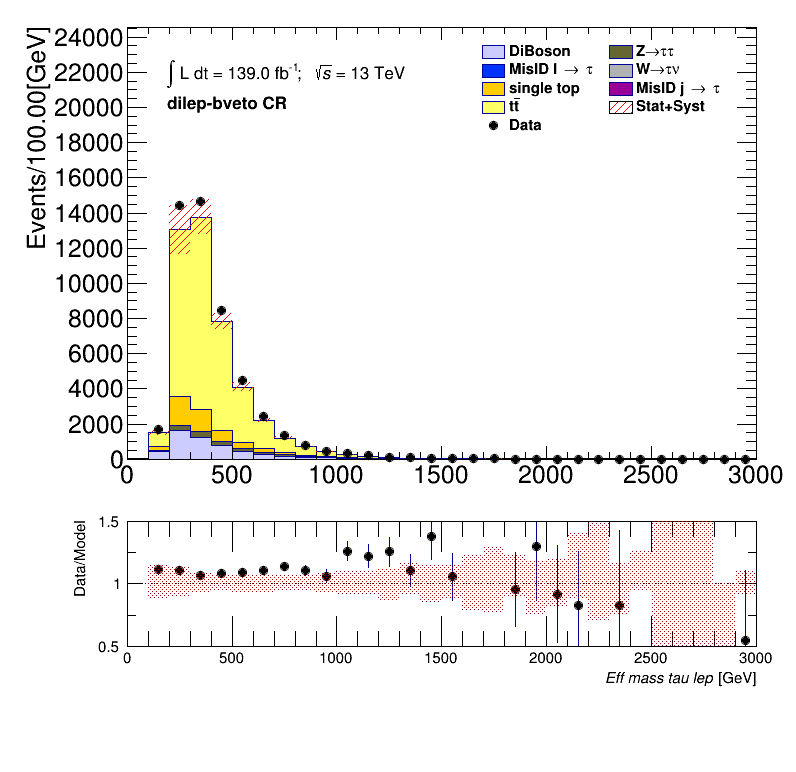 Events/100.00[GeV]
24000
22000
20000
18000
16000
14000
12000
10000
8000
6000
4000
2000
0
∫ L dt = 139.0 fb⁻¹; √s = 13 TeV
dilep-bveto CR
DiBoson
MisID l → τ
single top
tt̄
Data
Z→ττ
W→τν
MisID j → τ
Stat+Syst
0 500 1000 1500 2000 2500 3000
Data/Model
1.5
1
0.5
0 500 1000 1500 2000 2500 3000
Eff mass tau lep [GeV]